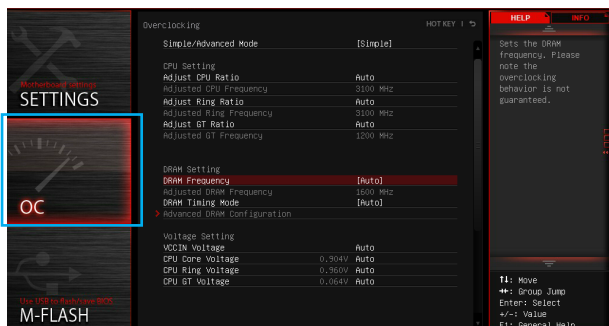 Motherboard settings
SETTINGS
OC
Use USB to flash/save BIOS
M-FLASH
Overclocking
HOT KEY
Simple/Advanced Mode [Simple]
CPU Setting
Adjust CPU Ratio Auto
Adjusted CPU Frequency 3100 MHz
Adjust Ring Ratio Auto
Adjusted Ring Frequency 3100 MHz
Adjust GT Ratio Auto
Adjusted GT Frequency 1200 MHz
DRAM Setting
DRAM Frequency [Auto]
Adjusted DRAM Frequency 1600 MHz
DRAM Timing Mode [Auto]
> Advanced DRAM Configuration
Voltage Setting
VCCIN Voltage Auto
CPU Core Voltage 0.904V Auto
CPU Ring Voltage 0.960V Auto
CPU GT Voltage 0.064V Auto
HELP INFO
Sets the DRAM
frequency. Please
note the
overclocking
behavior is not
guaranteed.
↑↓: Move
→←: Group Jump
Enter: Select
+/-: Value
F1: General Help